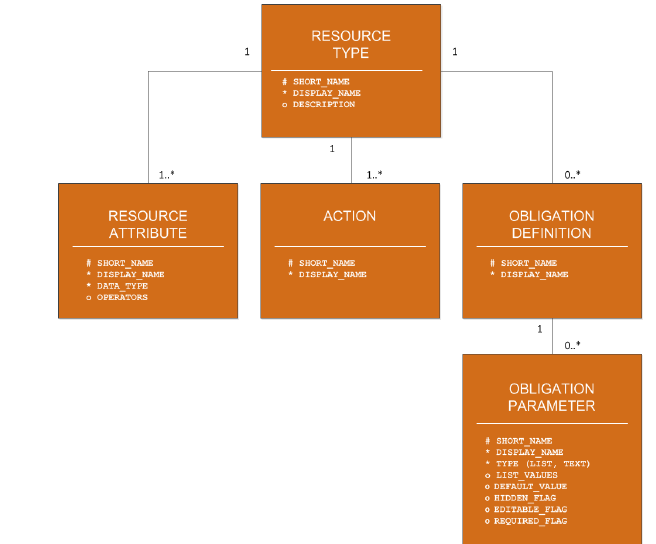 RESOURCE
TYPE
# SHORT_NAME
* DISPLAY_NAME
o DESCRIPTION
1
1
1
1..*
1..*
0..*
RESOURCE
ATTRIBUTE
# SHORT_NAME
* DISPLAY_NAME
* DATA_TYPE
o OPERATORS
ACTION
# SHORT_NAME
* DISPLAY_NAME
OBLIGATION
DEFINITION
# SHORT_NAME
* DISPLAY_NAME
1
0..*
OBLIGATION
PARAMETER
# SHORT_NAME
* DISPLAY_NAME
* TYPE (LIST, TEXT)
o LIST_VALUES
o DEFAULT_VALUE
o HIDDEN_FLAG
o EDITABLE_FLAG
o REQUIRED_FLAG